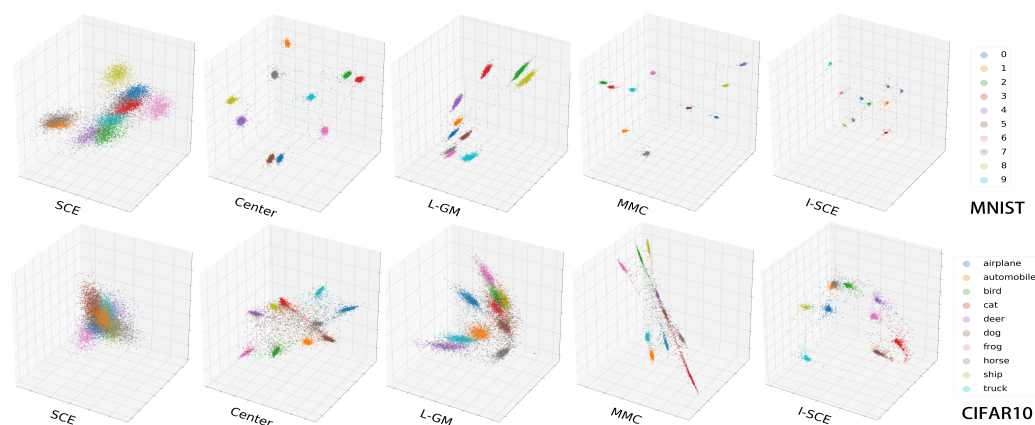 SCE
Center
L-GM
MMC
I-SCE
0
1
2
3
4
5
6
7
8
9
MNIST
SCE
Center
L-GM
MMC
I-SCE
airplane
automobile
bird
cat
deer
dog
frog
horse
ship
truck
CIFAR10